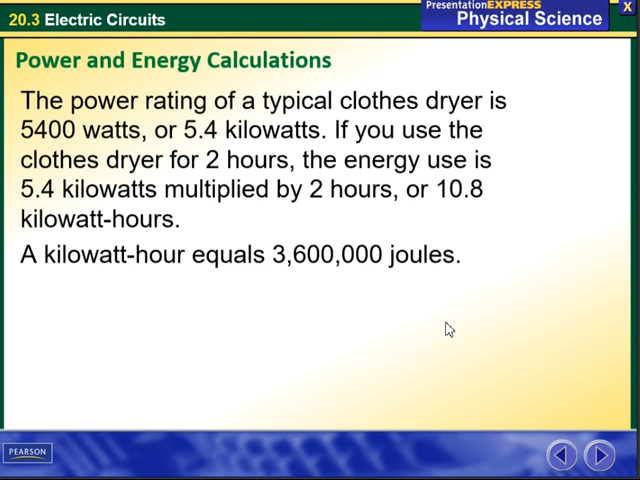 20.3 Electric Circuits
PresentationEXPRESS
Physical Science
X
Power and Energy Calculations
The power rating of a typical clothes dryer is
5400 watts, or 5.4 kilowatts. If you use the
clothes dryer for 2 hours, the energy use is
5.4 kilowatts multiplied by 2 hours, or 10.8
kilowatt-hours.
A kilowatt-hour equals 3,600,000 joules.
PEARSON